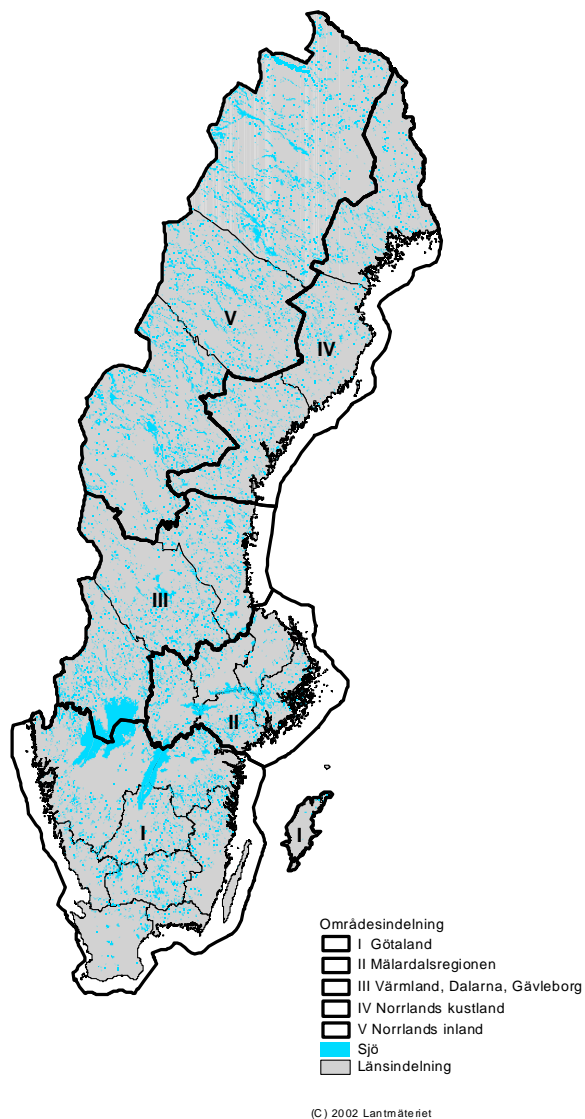 V
IV
III
II
I
I
Områdesindelning
I Götaland
II Mälardalsregionen
III Värmland, Dalarna, Gävleborg
IV Norrlands kustland
V Norrlands inland
Sjö
Länsindelning
(C) 2002 Lantmäteriet